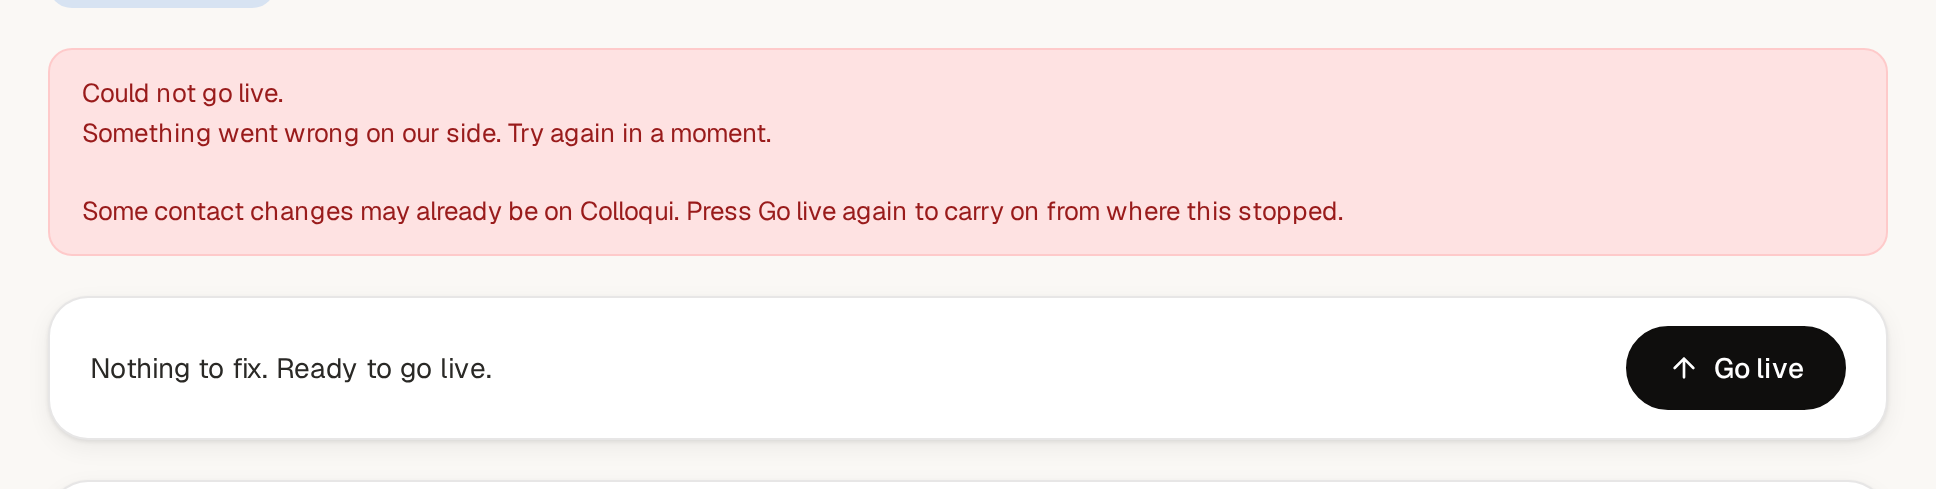 Could not go live.
Something went wrong on our side. Try again in a moment.
Some contact changes may already be on Colloqui. Press Go live again to carry on from where this stopped.
Nothing to fix. Ready to go live.
Go live